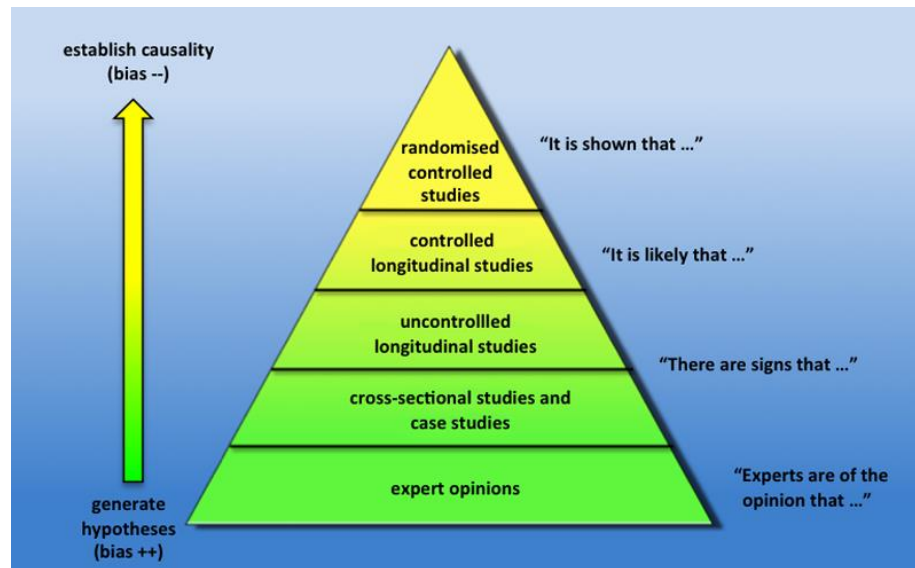 establish causality
(bias --)
randomised
controlled
studies
“It is shown that …”
controlled
longitudinal studies
“It is likely that …”
uncontrollled
longitudinal studies
“There are signs that …”
cross-sectional studies and
case studies
expert opinions
“Experts are of the
opinion that …”
generate
hypotheses
(bias ++)